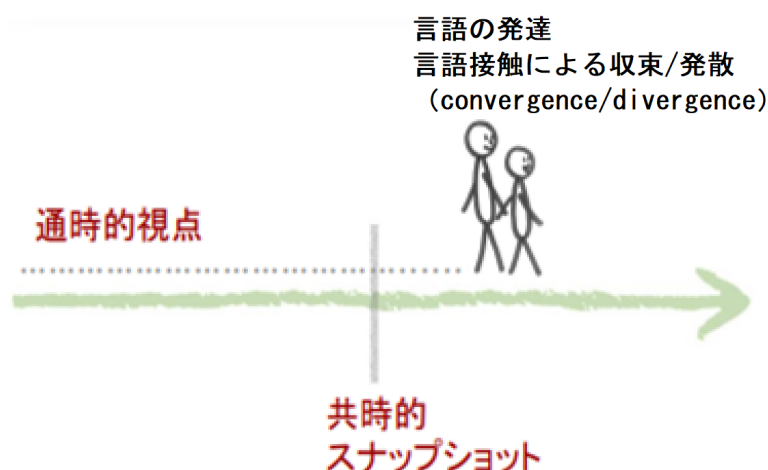 言語の発達
言語接触による収束/発散
（convergence/divergence）
通時的視点
共時的
スナップショット